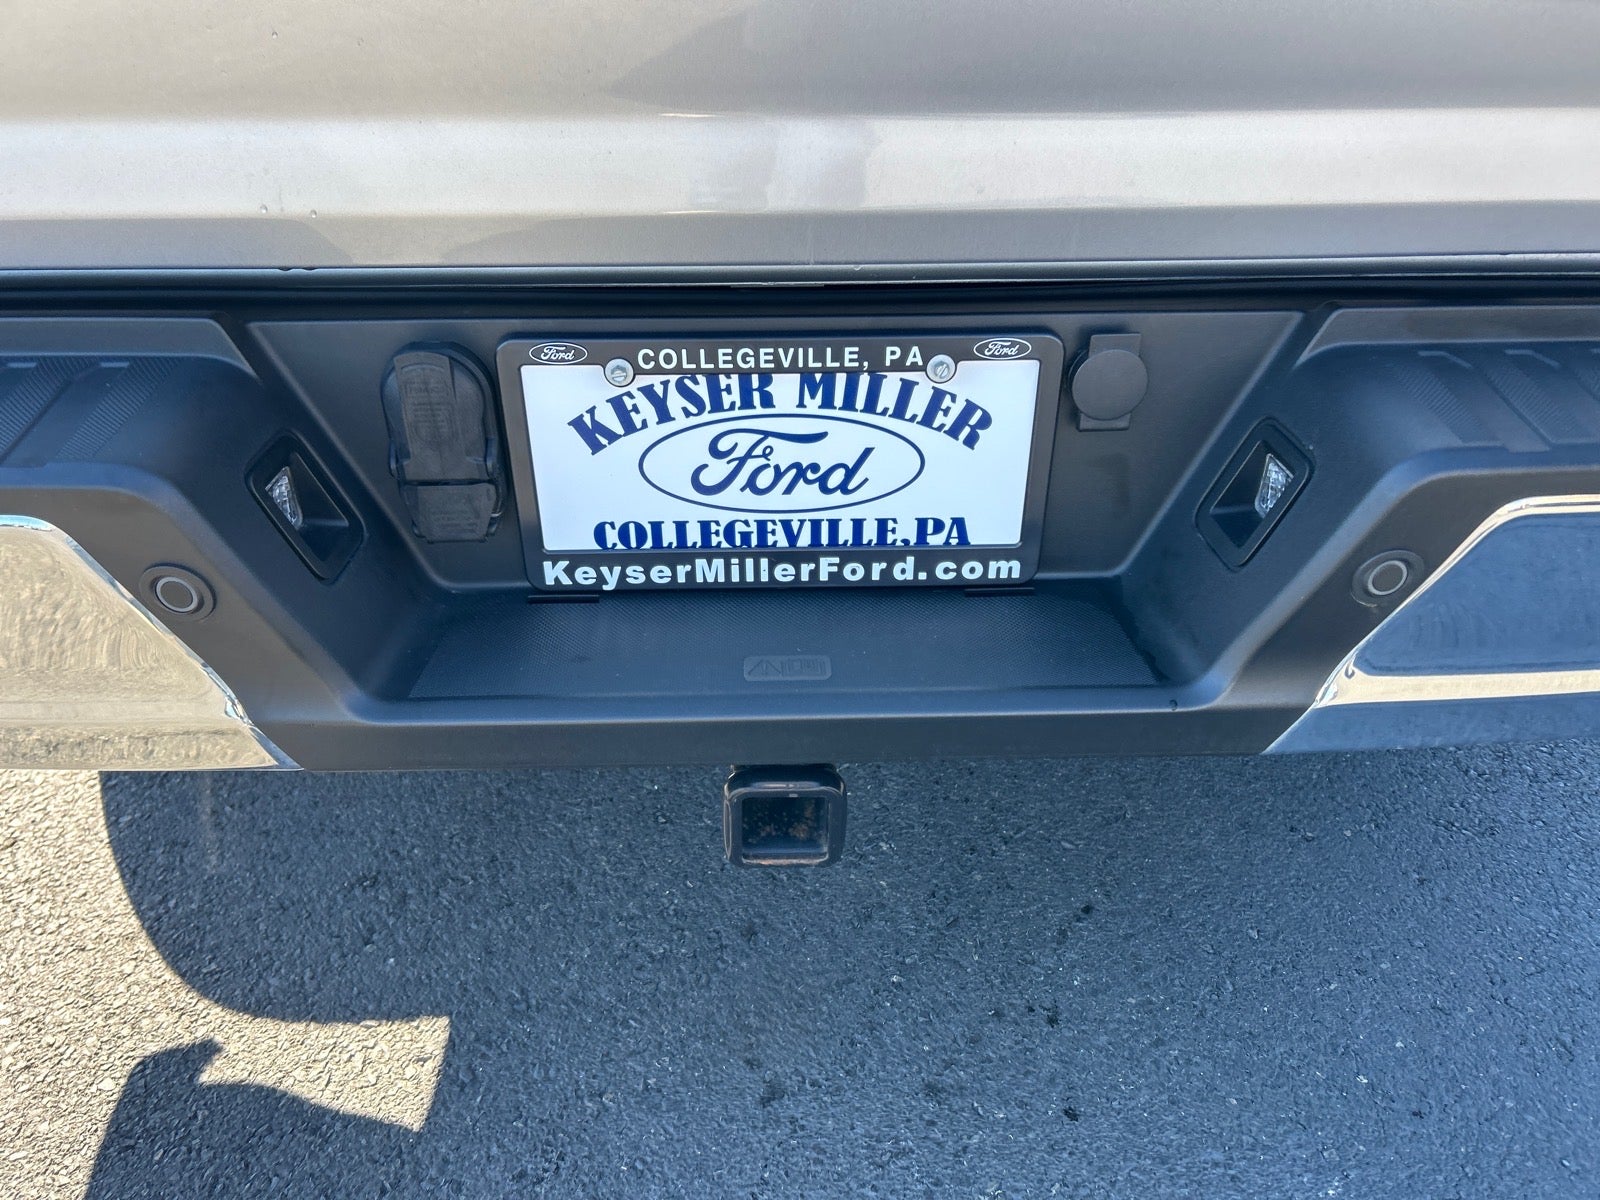 Ford COLLEGEVILLE, PA Ford
KEYSER MILLER
Ford
COLLEGEVILLE, PA
KeyserMillerFord.com